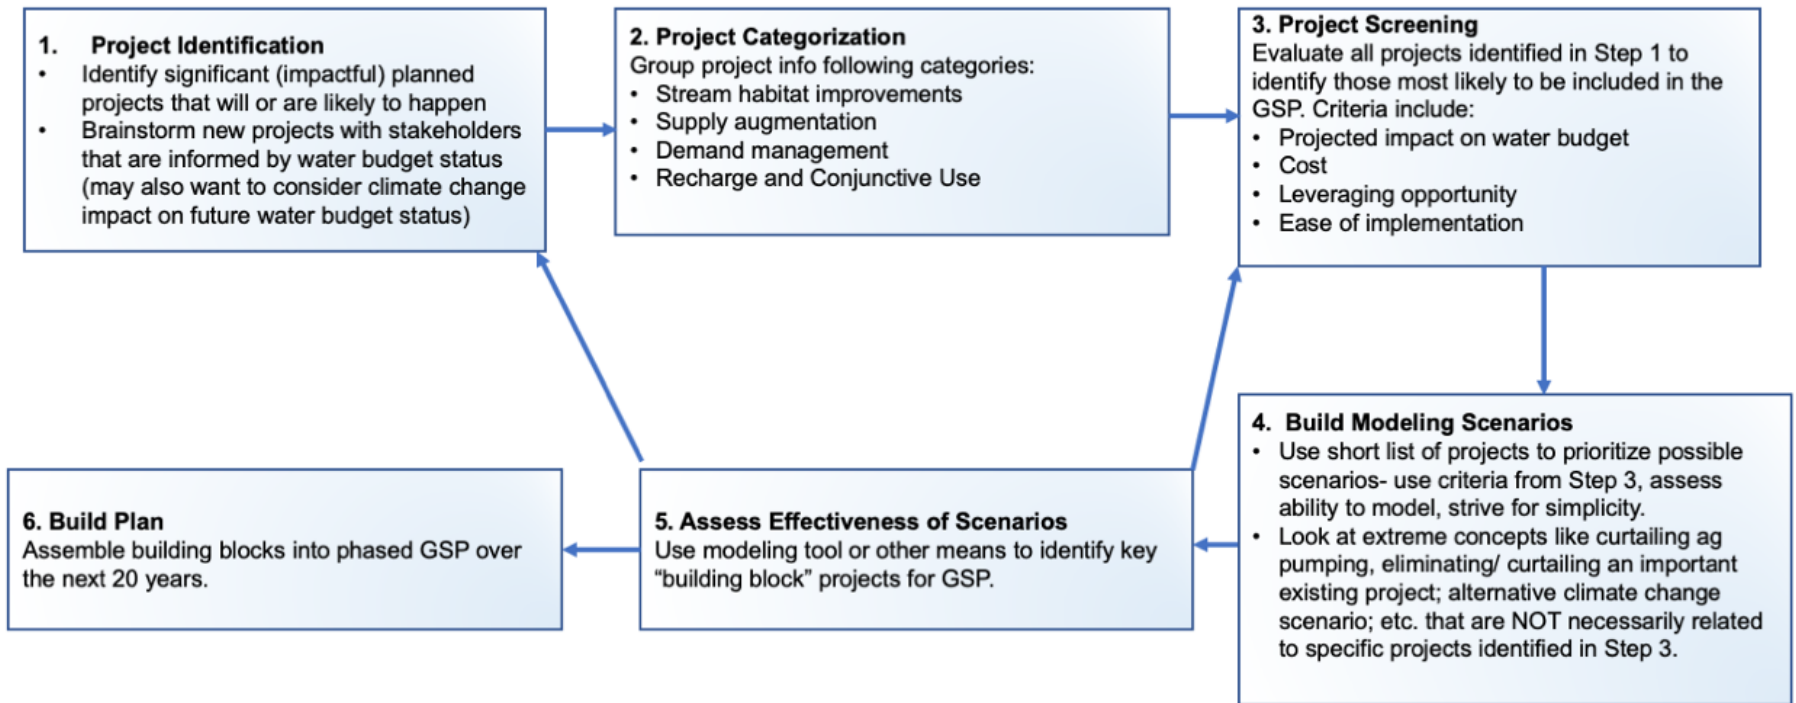 1. Project Identification
• Identify significant (impactful) planned
projects that will or are likely to happen
• Brainstorm new projects with stakeholders
that are informed by water budget status
(may also want to consider climate change
impact on future water budget status)
2. Project Categorization
Group project info following categories:
• Stream habitat improvements
• Supply augmentation
• Demand management
• Recharge and Conjunctive Use
3. Project Screening
Evaluate all projects identified in Step 1 to
identify those most likely to be included in the
GSP. Criteria include:
• Projected impact on water budget
• Cost
• Leveraging opportunity
• Ease of implementation
4. Build Modeling Scenarios
• Use short list of projects to prioritize possible
scenarios- use criteria from Step 3, assess
ability to model, strive for simplicity.
• Look at extreme concepts like curtailing ag
pumping, eliminating/ curtailing an important
existing project; alternative climate change
scenario; etc. that are NOT necessarily related
to specific projects identified in Step 3.
5. Assess Effectiveness of Scenarios
Use modeling tool or other means to identify key
“building block” projects for GSP.
6. Build Plan
Assemble building blocks into phased GSP over
the next 20 years.